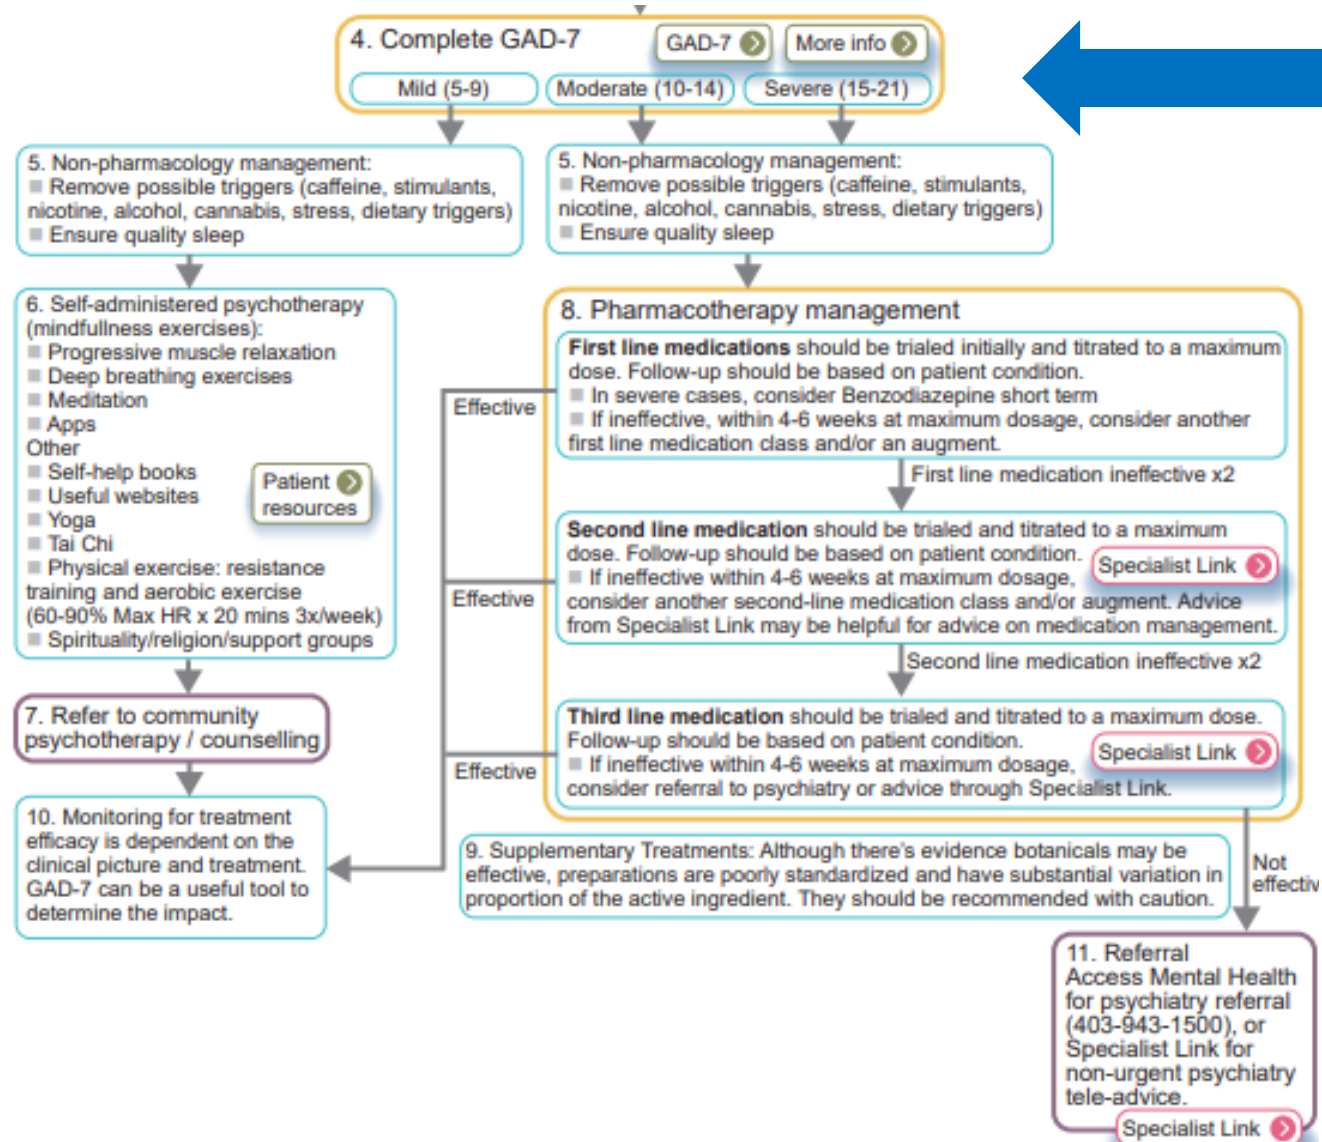 4. Complete GAD-7
GAD-7
More info
Mild (5-9)
Moderate (10-14)
Severe (15-21)
5. Non-pharmacology management:
Remove possible triggers (caffeine, stimulants,
nicotine, alcohol, cannabis, stress, dietary triggers)
Ensure quality sleep
5. Non-pharmacology management:
Remove possible triggers (caffeine, stimulants,
nicotine, alcohol, cannabis, stress, dietary triggers)
Ensure quality sleep
6. Self-administered psychotherapy
(mindfullness exercises):
Progressive muscle relaxation
Deep breathing exercises
Meditation
Apps
Other
Self-help books
Useful websites
Yoga
Tai Chi
Physical exercise: resistance
training and aerobic exercise
(60-90% Max HR x 20 mins 3x/week)
Spirituality/religion/support groups
Patient
resources
7. Refer to community
psychotherapy / counselling
10. Monitoring for treatment
efficacy is dependent on the
clinical picture and treatment.
GAD-7 can be a useful tool to
determine the impact.
8. Pharmacotherapy management
First line medications should be trialed initially and titrated to a maximum
dose. Follow-up should be based on patient condition.
In severe cases, consider Benzodiazepine short term
If ineffective, within 4-6 weeks at maximum dosage, consider another
first line medication class and/or an augment.
Effective
First line medication ineffective x2
Second line medication should be trialed and titrated to a maximum
dose. Follow-up should be based on patient condition.
If ineffective within 4-6 weeks at maximum dosage,
consider another second-line medication class and/or augment. Advice
from Specialist Link may be helpful for advice on medication management.
Specialist Link
Effective
Second line medication ineffective x2
Third line medication should be trialed and titrated to a maximum dose.
Follow-up should be based on patient condition.
If ineffective within 4-6 weeks at maximum dosage,
consider referral to psychiatry or advice through Specialist Link.
Specialist Link
Effective
9. Supplementary Treatments: Although there's evidence botanicals may be
effective, preparations are poorly standardized and have substantial variation in
proportion of the active ingredient. They should be recommended with caution.
Not
effectiv
11. Referral
Access Mental Health
for psychiatry referral
(403-943-1500), or
Specialist Link for
non-urgent psychiatry
tele-advice.
Specialist Link